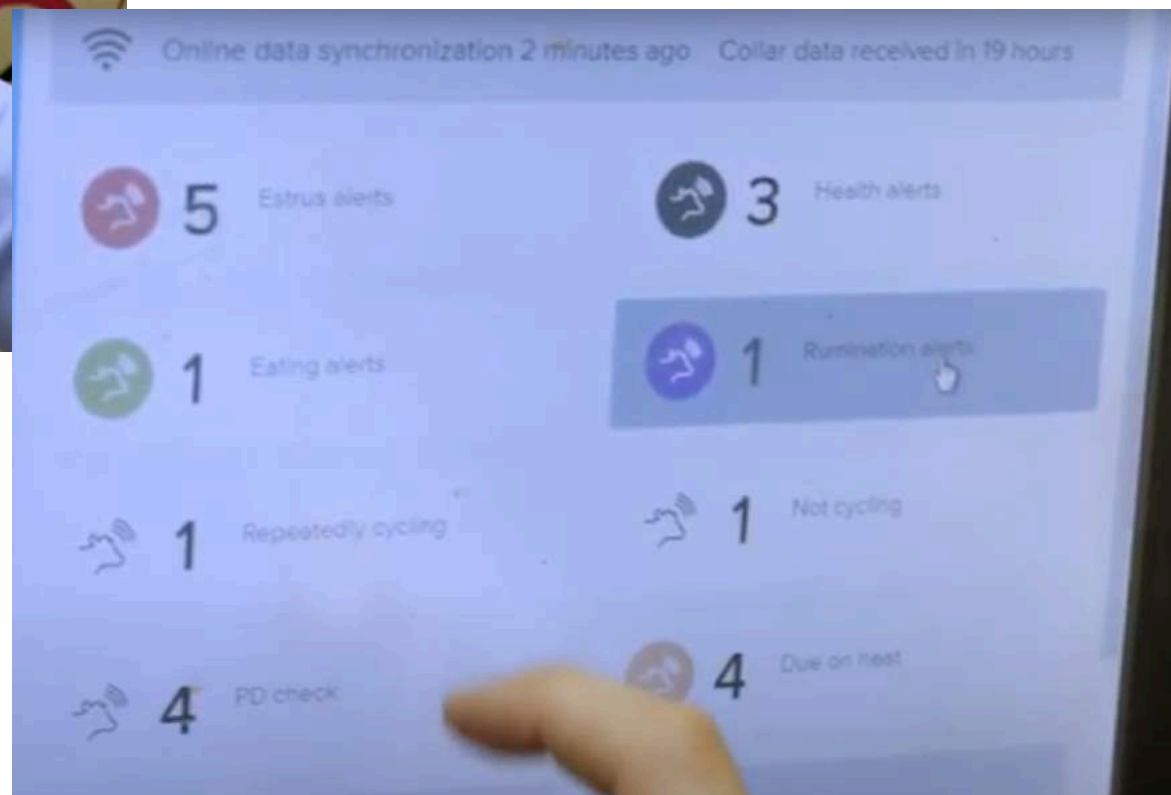 Online data synchronization 2 minutes ago Collar data received in 19 hours
5 Estrus alerts
3 Health alerts
1 Eating alerts
1 Rumination alerts
1 Repeatedly cycling
1 Not cycling
4 PD check
4 Due on heat